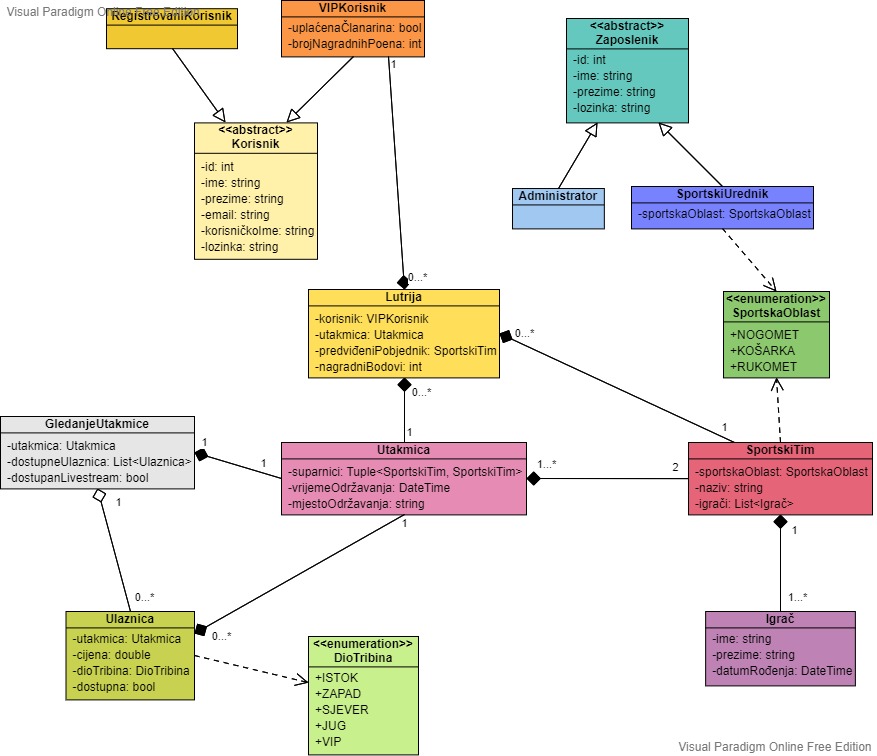 Visual Paradigm Online Free Edition
RegistrovaniKorisnik
VIPKorisnik
-uplaćenaČlanarina: bool
-brojNagradnihPoena: int
1
<<abstract>>
Zaposlenik
-id: int
-ime: string
-prezime: string
-lozinka: string
<<abstract>>
Korisnik
-id: int
-ime: string
-prezime: string
-email: string
-korisničkoIme: string
-lozinka: string
Administrator
SportskiUrednik
-sportskaOblast: SportskaOblast
0...*
Lutrija
-korisnik: VIPKorisnik
-utakmica: Utakmica
-predviđeniPobjednik: SportskiTim
-nagradniBodovi: int
0...*
0...*
1
1
<<enumeration>>
SportskaOblast
+NOGOMET
+KOŠARKA
+RUKOMET
GledanjeUtakmice
-utakmica: Utakmica
-dostupneUlaznica: List<Ulaznica>
-dostupanLivestream: bool
1
1
1
0...*
Utakmica
-suparnici: Tuple<SportskiTim, SportskiTim>
-vrijemeOdržavanja: DateTime
-mjestoOdržavanja: string
1...*
2
1
SportskiTim
-sportskaOblast: SportskaOblast
-naziv: string
-igrači: List<Igrač>
1
1...*
Ulaznica
-utakmica: Utakmica
-cijena: double
-dioTribina: DioTribina
-dostupna: bool
0...*
<<enumeration>>
DioTribina
+ISTOK
+ZAPAD
+SJEVER
+JUG
+VIP
Igrač
-ime: string
-prezime: string
-datumRođenja: DateTime
Visual Paradigm Online Free Edition